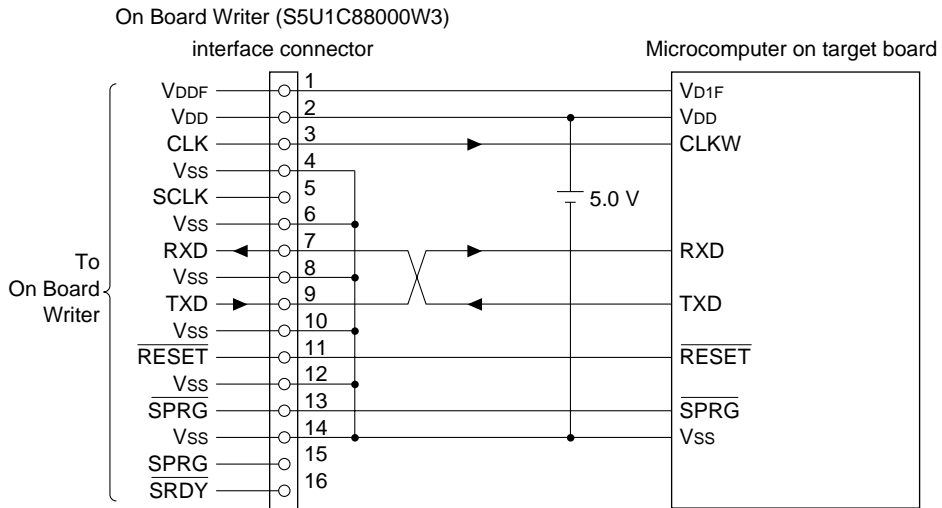 On Board Writer (S5U1C88000W3)
interface connector
Microcomputer on target board
VDDF 1 VD1F
VDD 2 VDD
CLK 3 CLKW
VSS 4
SCLK 5 5.0 V
VSS 6
RXD 7 RXD
VSS 8
TXD 9 TXD
VSS 10
RESET 11 RESET
VSS 12
SPRG 13 SPRG
VSS 14 VSS
SPRG 15
SRDY 16
To
On Board
Writer